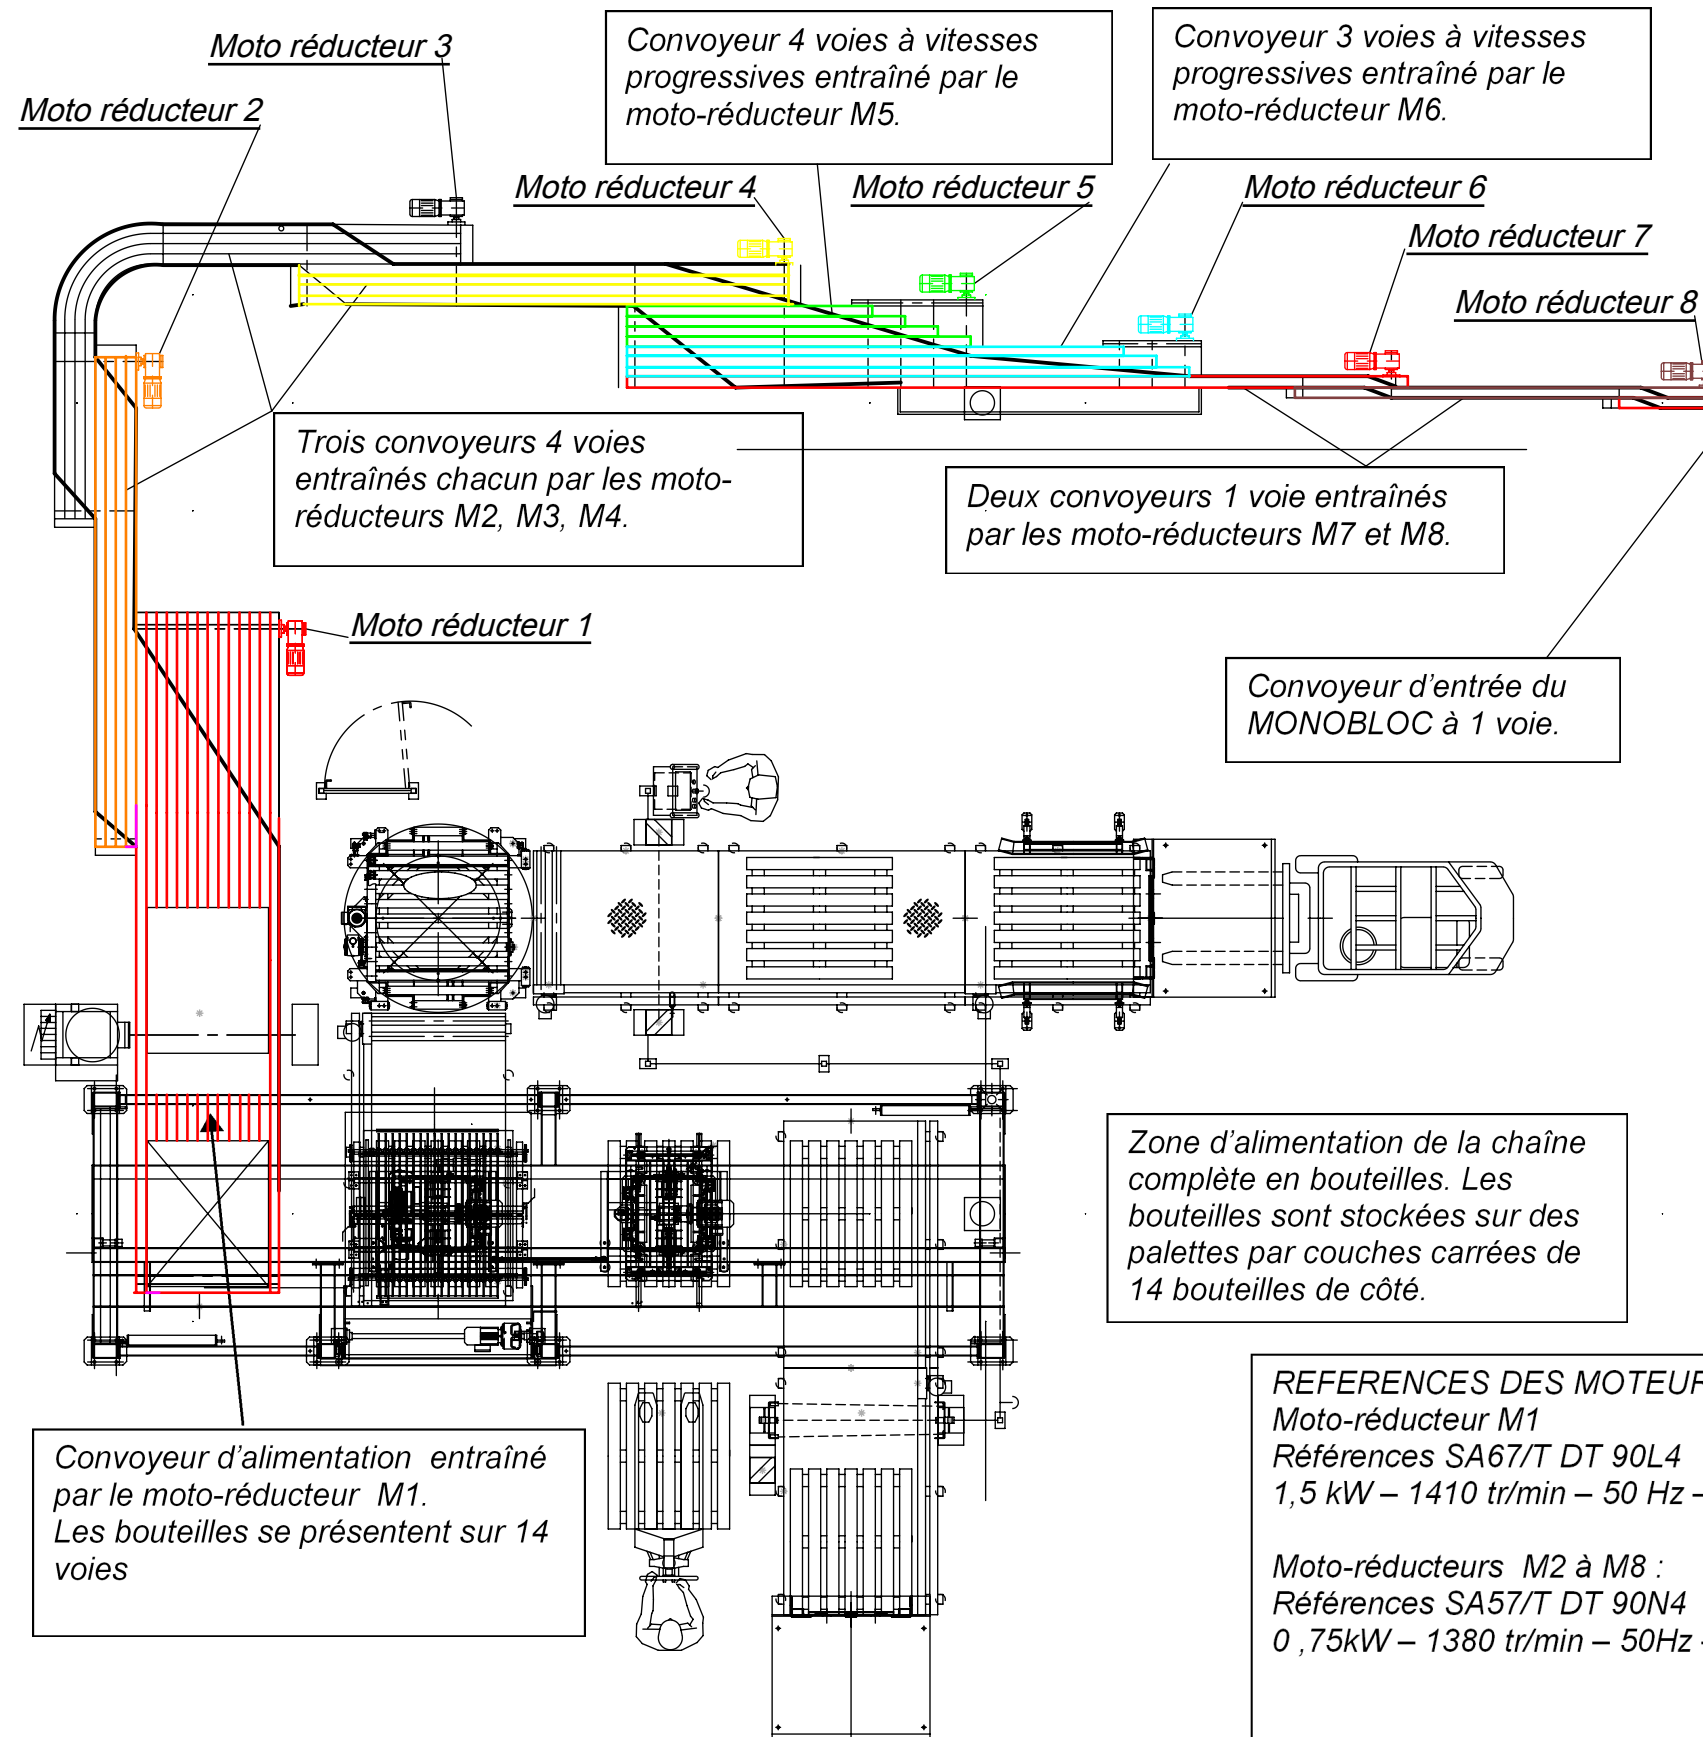 Moto réducteur 3
Moto réducteur 2
Convoyeur 4 voies à vitesses
progressives entraîné par le
moto-réducteur M5.
Convoyeur 3 voies à vitesses
progressives entraîné par le
moto-réducteur M6.
Moto réducteur 4
Moto réducteur 5
Moto réducteur 6
Moto réducteur 7
Moto réducteur 8
Trois convoyeurs 4 voies
entraînés chacun par les moto-
réducteurs M2, M3, M4.
Deux convoyeurs 1 voie entraînés
par les moto-réducteurs M7 et M8.
Moto réducteur 1
Convoyeur d'entrée du
MONOBLOC à 1 voie.
Zone d'alimentation de la chaîne
complète en bouteilles. Les
bouteilles sont stockées sur des
palettes par couches carrées de
14 bouteilles de côté.
Convoyeur d'alimentation entraîné
par le moto-réducteur M1.
Les bouteilles se présentent sur 14
voies
REFERENCES DES MOTEUR
Moto-réducteur M1
Références SA67/T DT 90L4
1,5 kW – 1410 tr/min – 50 Hz –
Moto-réducteurs M2 à M8 :
Références SA57/T DT 90N4
0 ,75kW – 1380 tr/min – 50Hz -